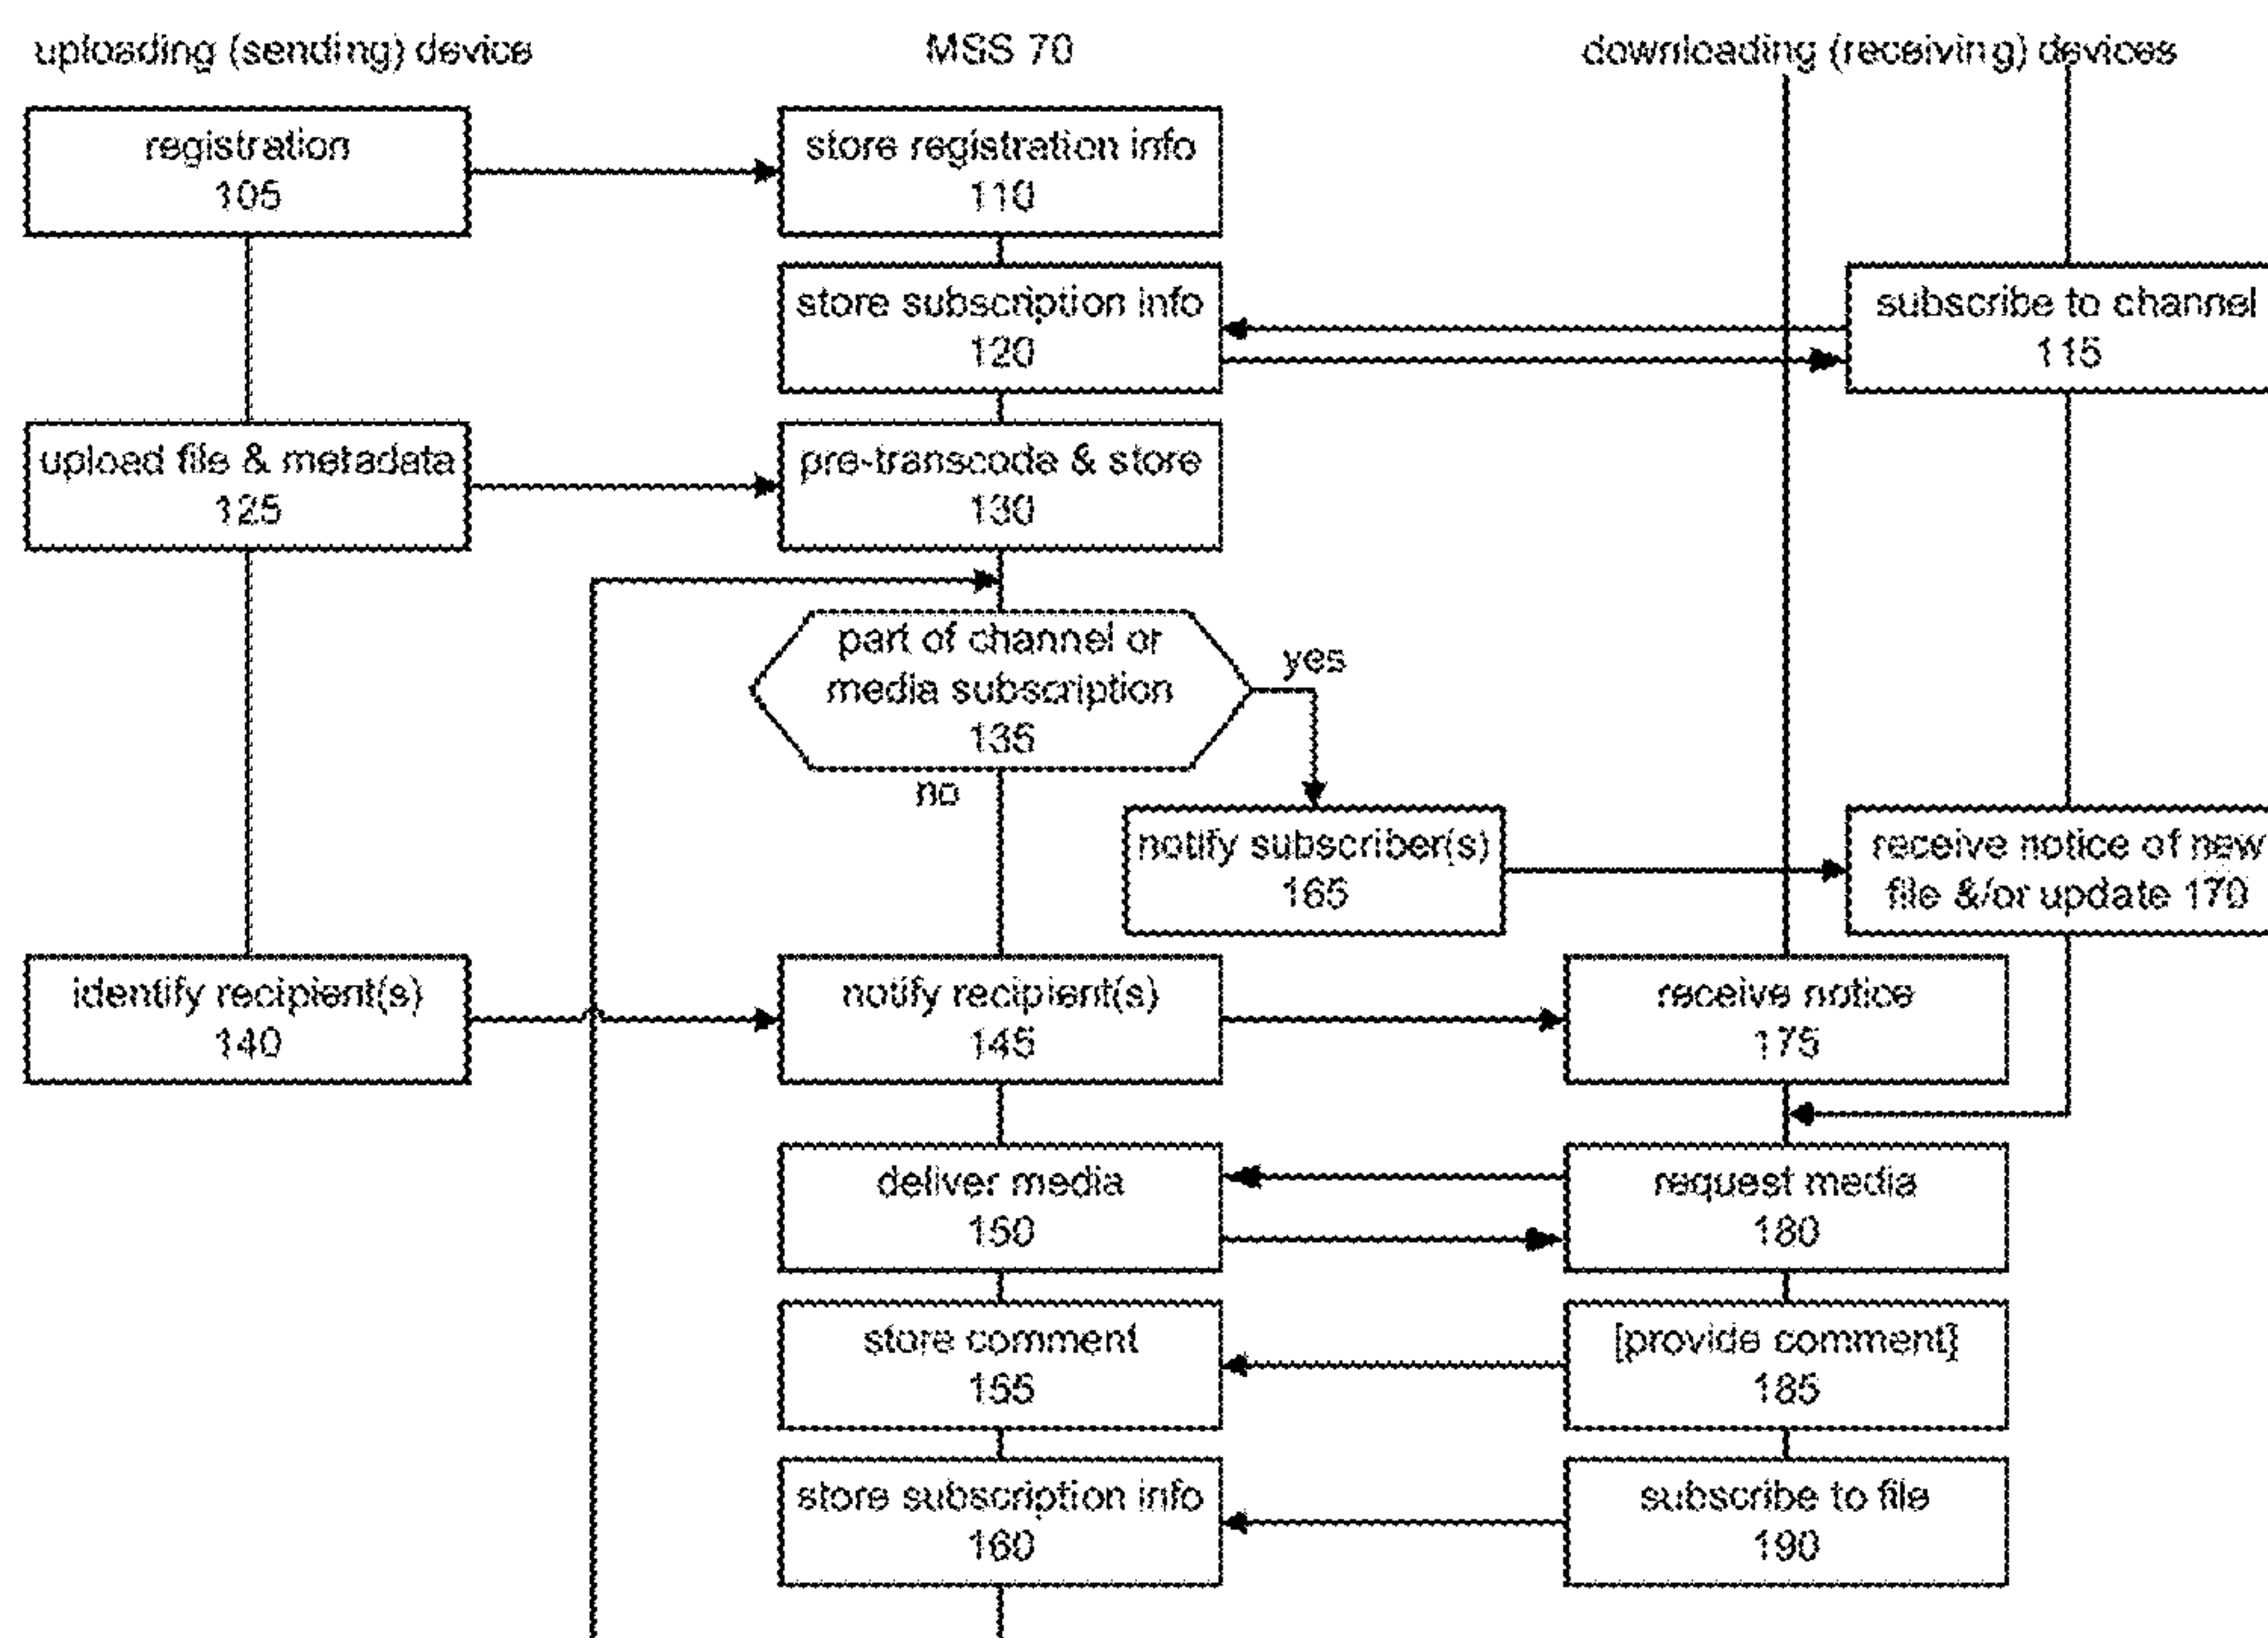 uploading (sending) device
MSS 70
downloading (receiving) devices
registration
105
store registration info
110
store subscription info
120
subscribe to channel
115
upload file & metadata
125
pre-transcode & store
130
part of channel or
media subscription
135
yes
no
notify subscriber(s)
165
receive notice of new
file &/or update 170
identify recipient(s)
140
notify recipient(s)
145
receive notice
175
deliver media
150
request media
180
store comment
155
[provide comment]
185
store subscription info
160
subscribe to file
190